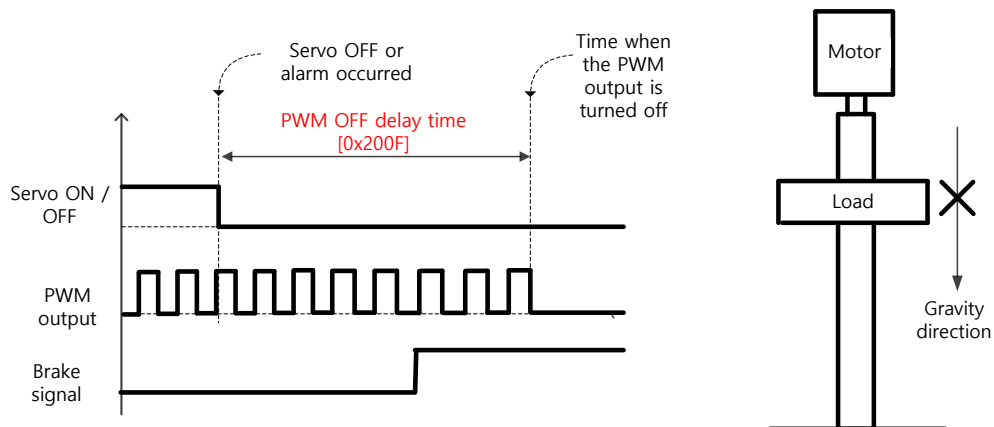 Servo OFF or
alarm occurred
Time when
the PWM
output is
turned off
PWM OFF delay time
[0x200F]
Servo ON /
OFF
PWM
output
Brake
signal
Motor
Load
Gravity
direction